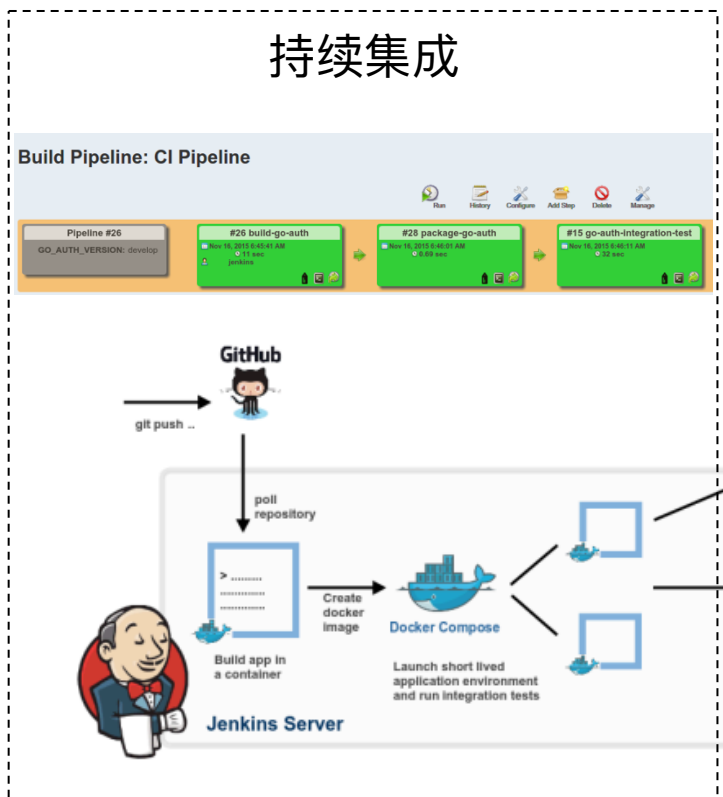 持续集成
Build Pipeline: CI Pipeline
Run History Configure Add Step Delete Manage
Pipeline #26
GO_AUTH_VERSION: develop
#26 build-go-auth
Nov 16, 2015 6:45:41 AM
11 sec
jenkins
#28 package-go-auth
Nov 16, 2015 6:46:01 AM
0.69 sec
#15 go-auth-integration-test
Nov 16, 2015 6:46:11 AM
32 sec
GitHub
git push ..
poll
repository
> .........
.............
.............
Create
docker
image
Docker Compose
Build app in
a container
Launch short lived
application environment
and run integration tests
Jenkins Server